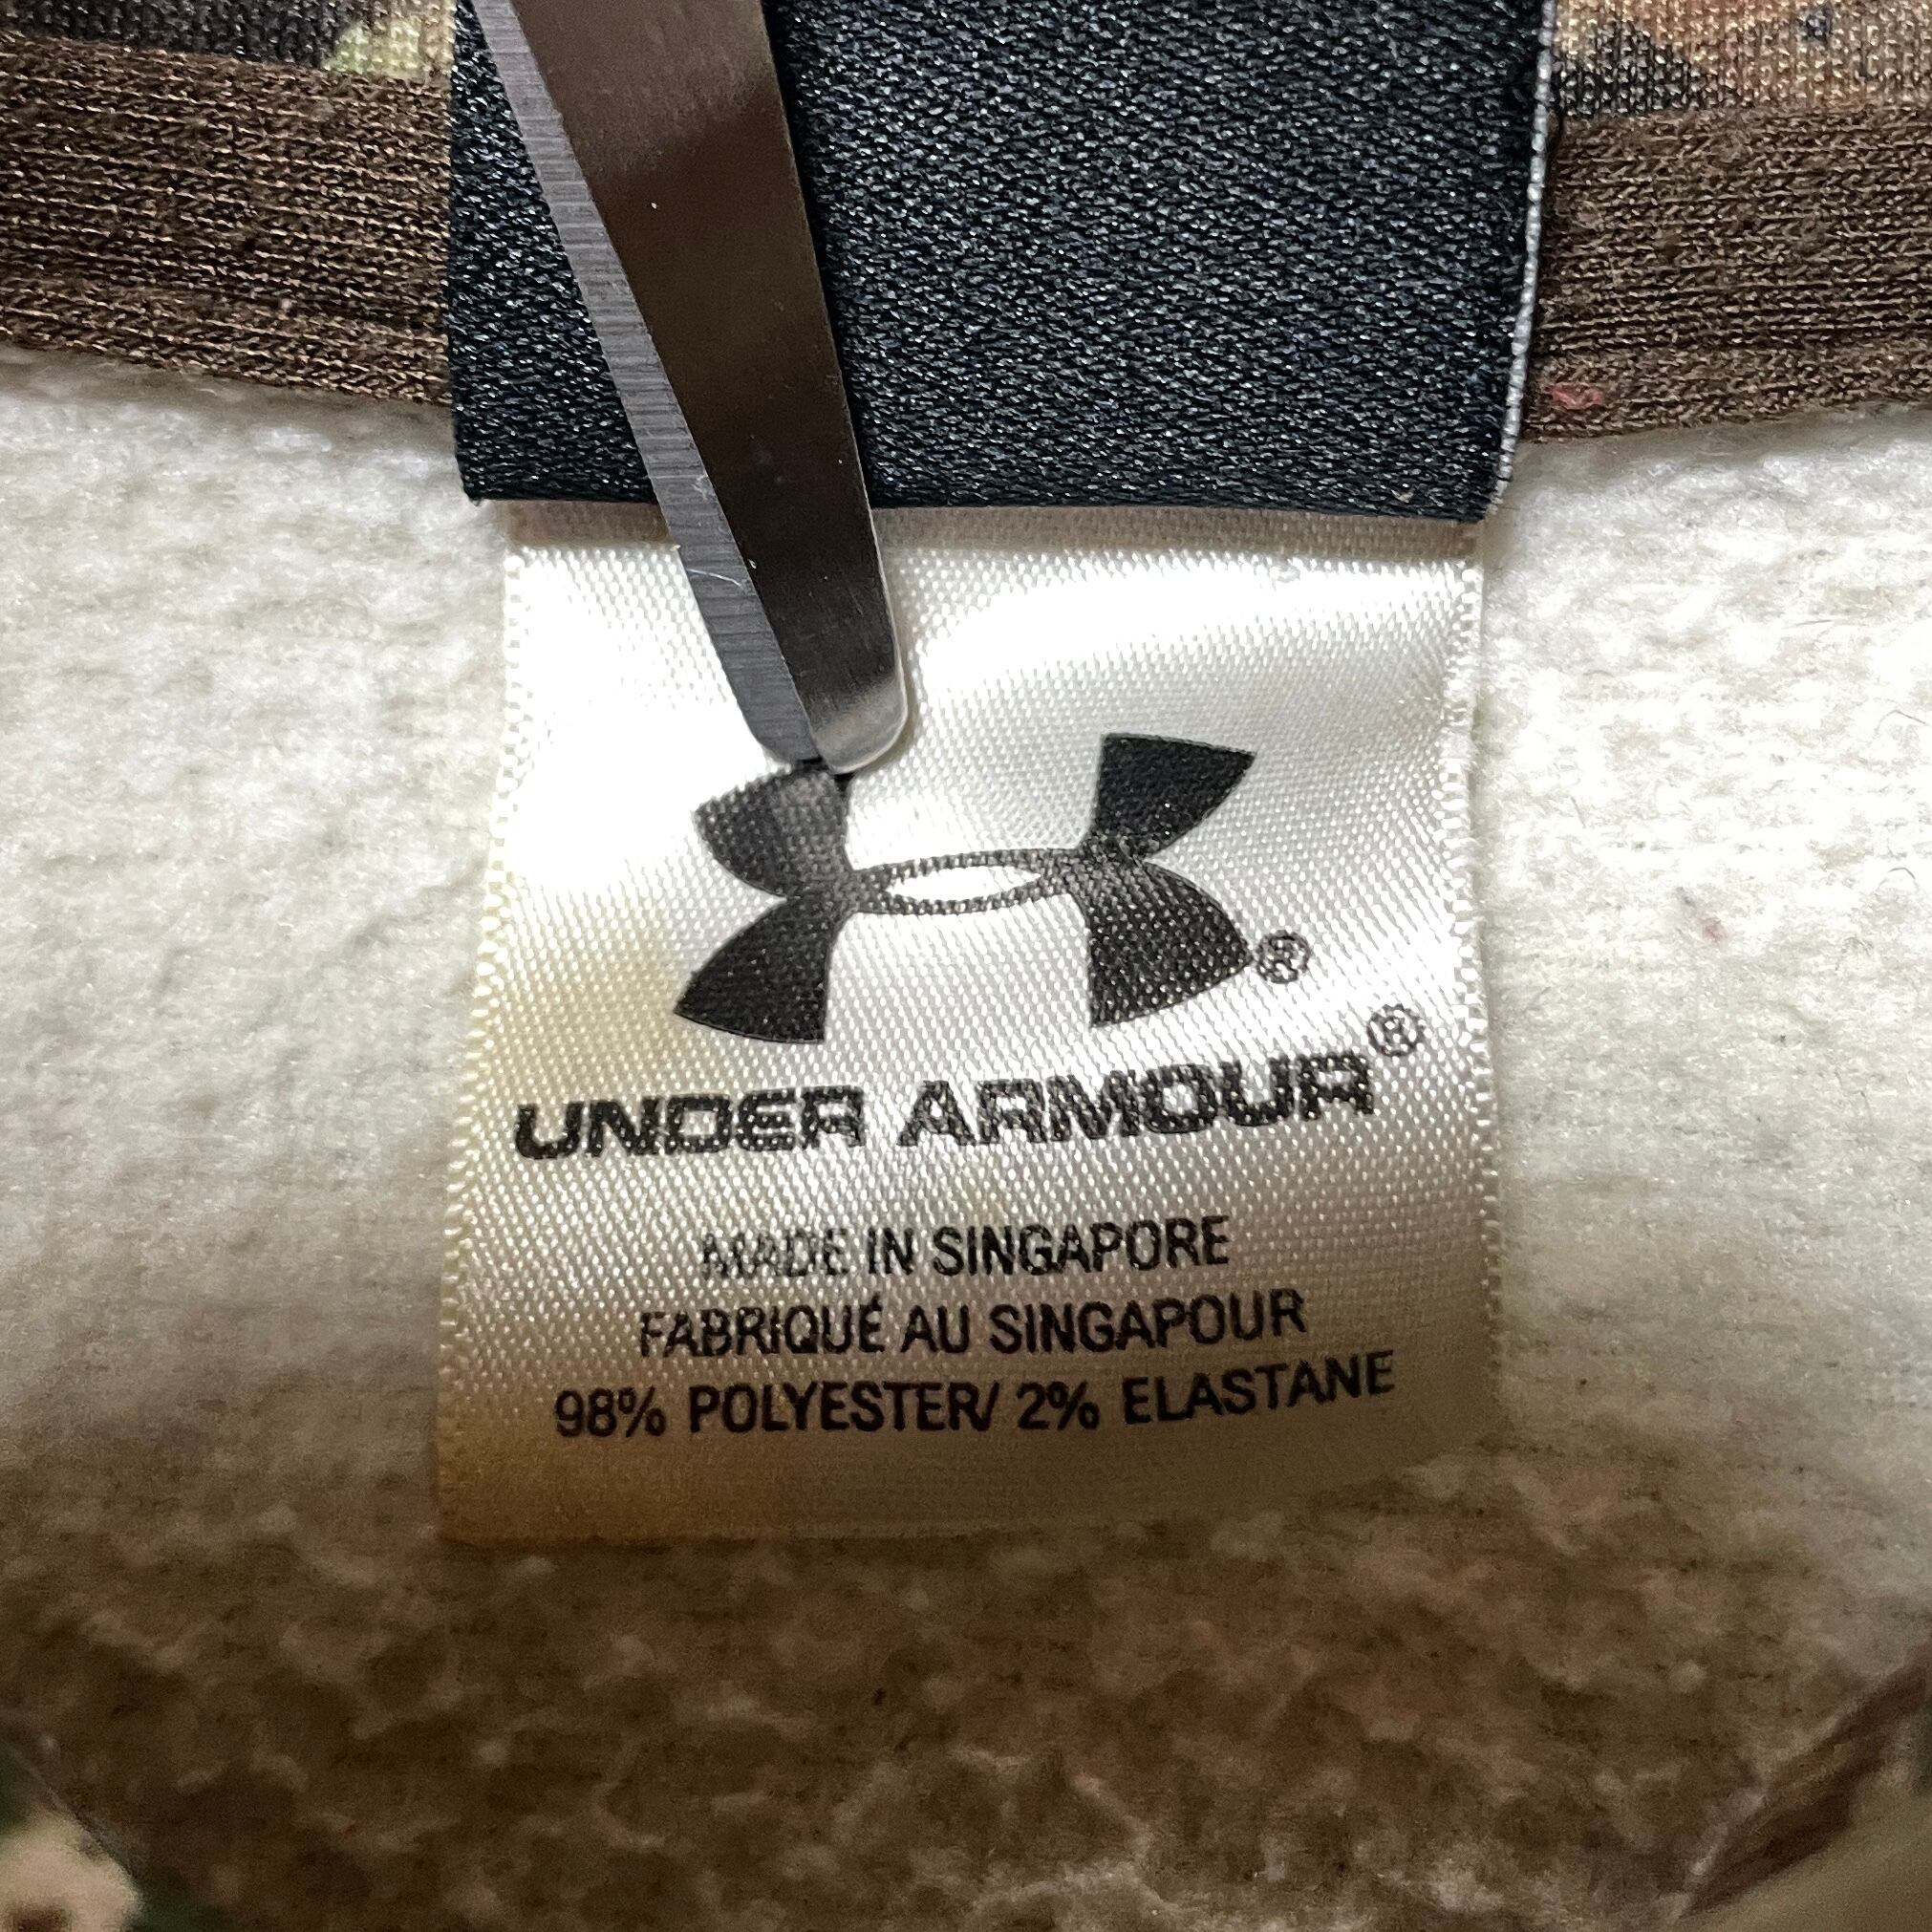 ®
UNDER ARMOUR®
MADE IN SINGAPORE
FABRIQUÉ AU SINGAPOUR
98% POLYESTER/ 2% ELASTANE